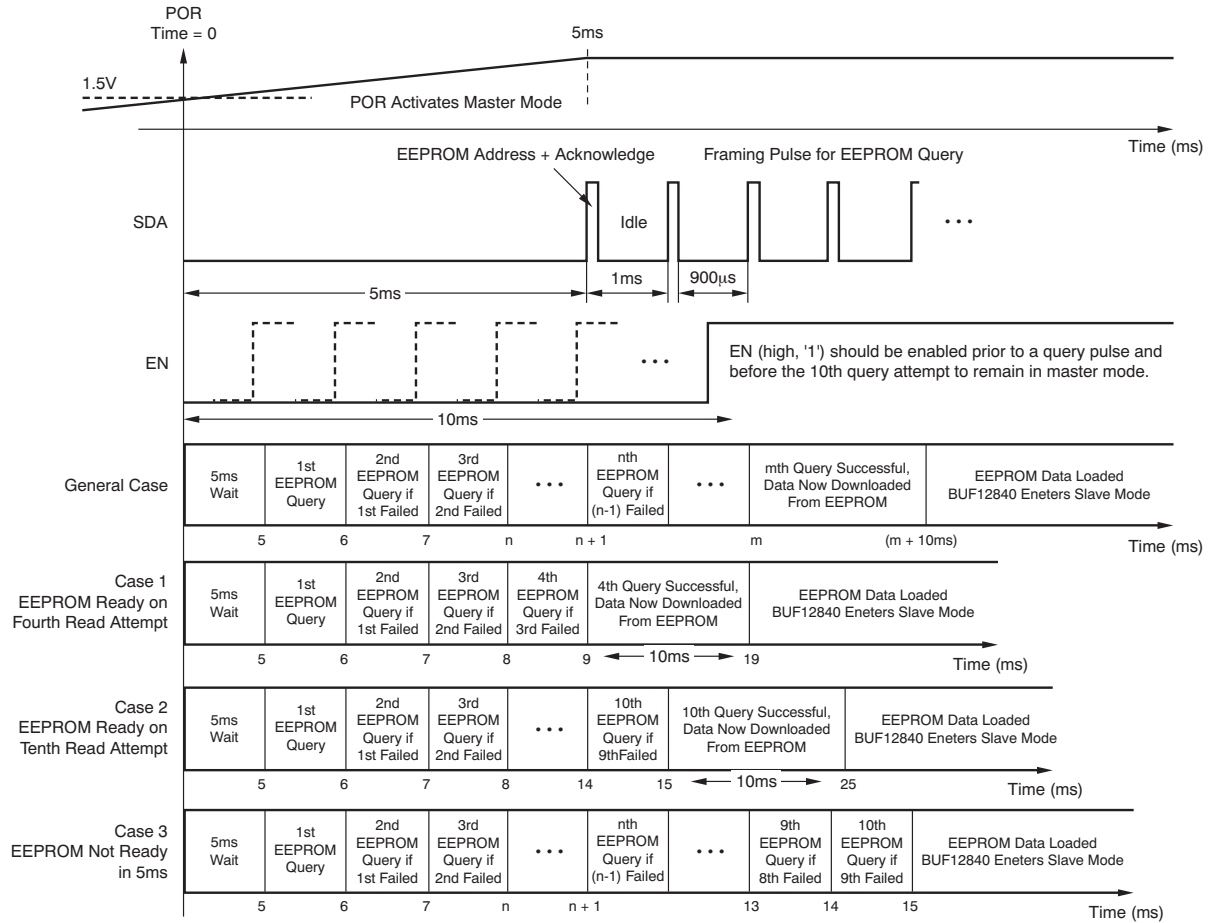 POR
Time = 0
5ms
1.5V
POR Activates Master Mode
Time (ms)
EEPROM Address + Acknowledge
Framing Pulse for EEPROM Query
SDA
Idle
• • •
1ms
900μs
5ms
EN
• • •
EN (high, '1') should be enabled prior to a query pulse and
before the 10th query attempt to remain in master mode.
10ms
General Case
5ms
Wait
1st
EEPROM
Query
2nd
EEPROM
Query if
1st Failed
3rd
EEPROM
Query if
2nd Failed
• • •
nth
EEPROM
Query if
(n-1) Failed
• • •
mth Query Successful,
Data Now Downloaded
From EEPROM
EEPROM Data Loaded
BUF12840 Eneters Slave Mode
5 6 7 n n + 1 m (m + 10ms)
Time (ms)
Case 1
EEPROM Ready on
Fourth Read Attempt
5ms
Wait
1st
EEPROM
Query
2nd
EEPROM
Query if
1st Failed
3rd
EEPROM
Query if
2nd Failed
4th
EEPROM
Query if
3rd Failed
4th Query Successful,
Data Now Downloaded
From EEPROM
EEPROM Data Loaded
BUF12840 Eneters Slave Mode
5 6 7 8 9 10ms 19
Time (ms)
Case 2
EEPROM Ready on
Tenth Read Attempt
5ms
Wait
1st
EEPROM
Query
2nd
EEPROM
Query if
1st Failed
3rd
EEPROM
Query if
2nd Failed
• • •
10th
EEPROM
Query if
9thFailed
10th Query Successful,
Data Now Downloaded
From EEPROM
EEPROM Data Loaded
BUF12840 Eneters Slave Mode
5 6 7 8 14 15 10ms 25
Time (ms)
Case 3
EEPROM Not Ready
in 5ms
5ms
Wait
1st
EEPROM
Query
2nd
EEPROM
Query if
1st Failed
3rd
EEPROM
Query if
2nd Failed
• • •
nth
EEPROM
Query if
(n-1) Failed
• • •
9th
EEPROM
Query if
8th Failed
10th
EEPROM
Query if
9th Failed
EEPROM Data Loaded
BUF12840 Eneters Slave Mode
5 6 7 n n + 1 13 14 15
Time (ms)